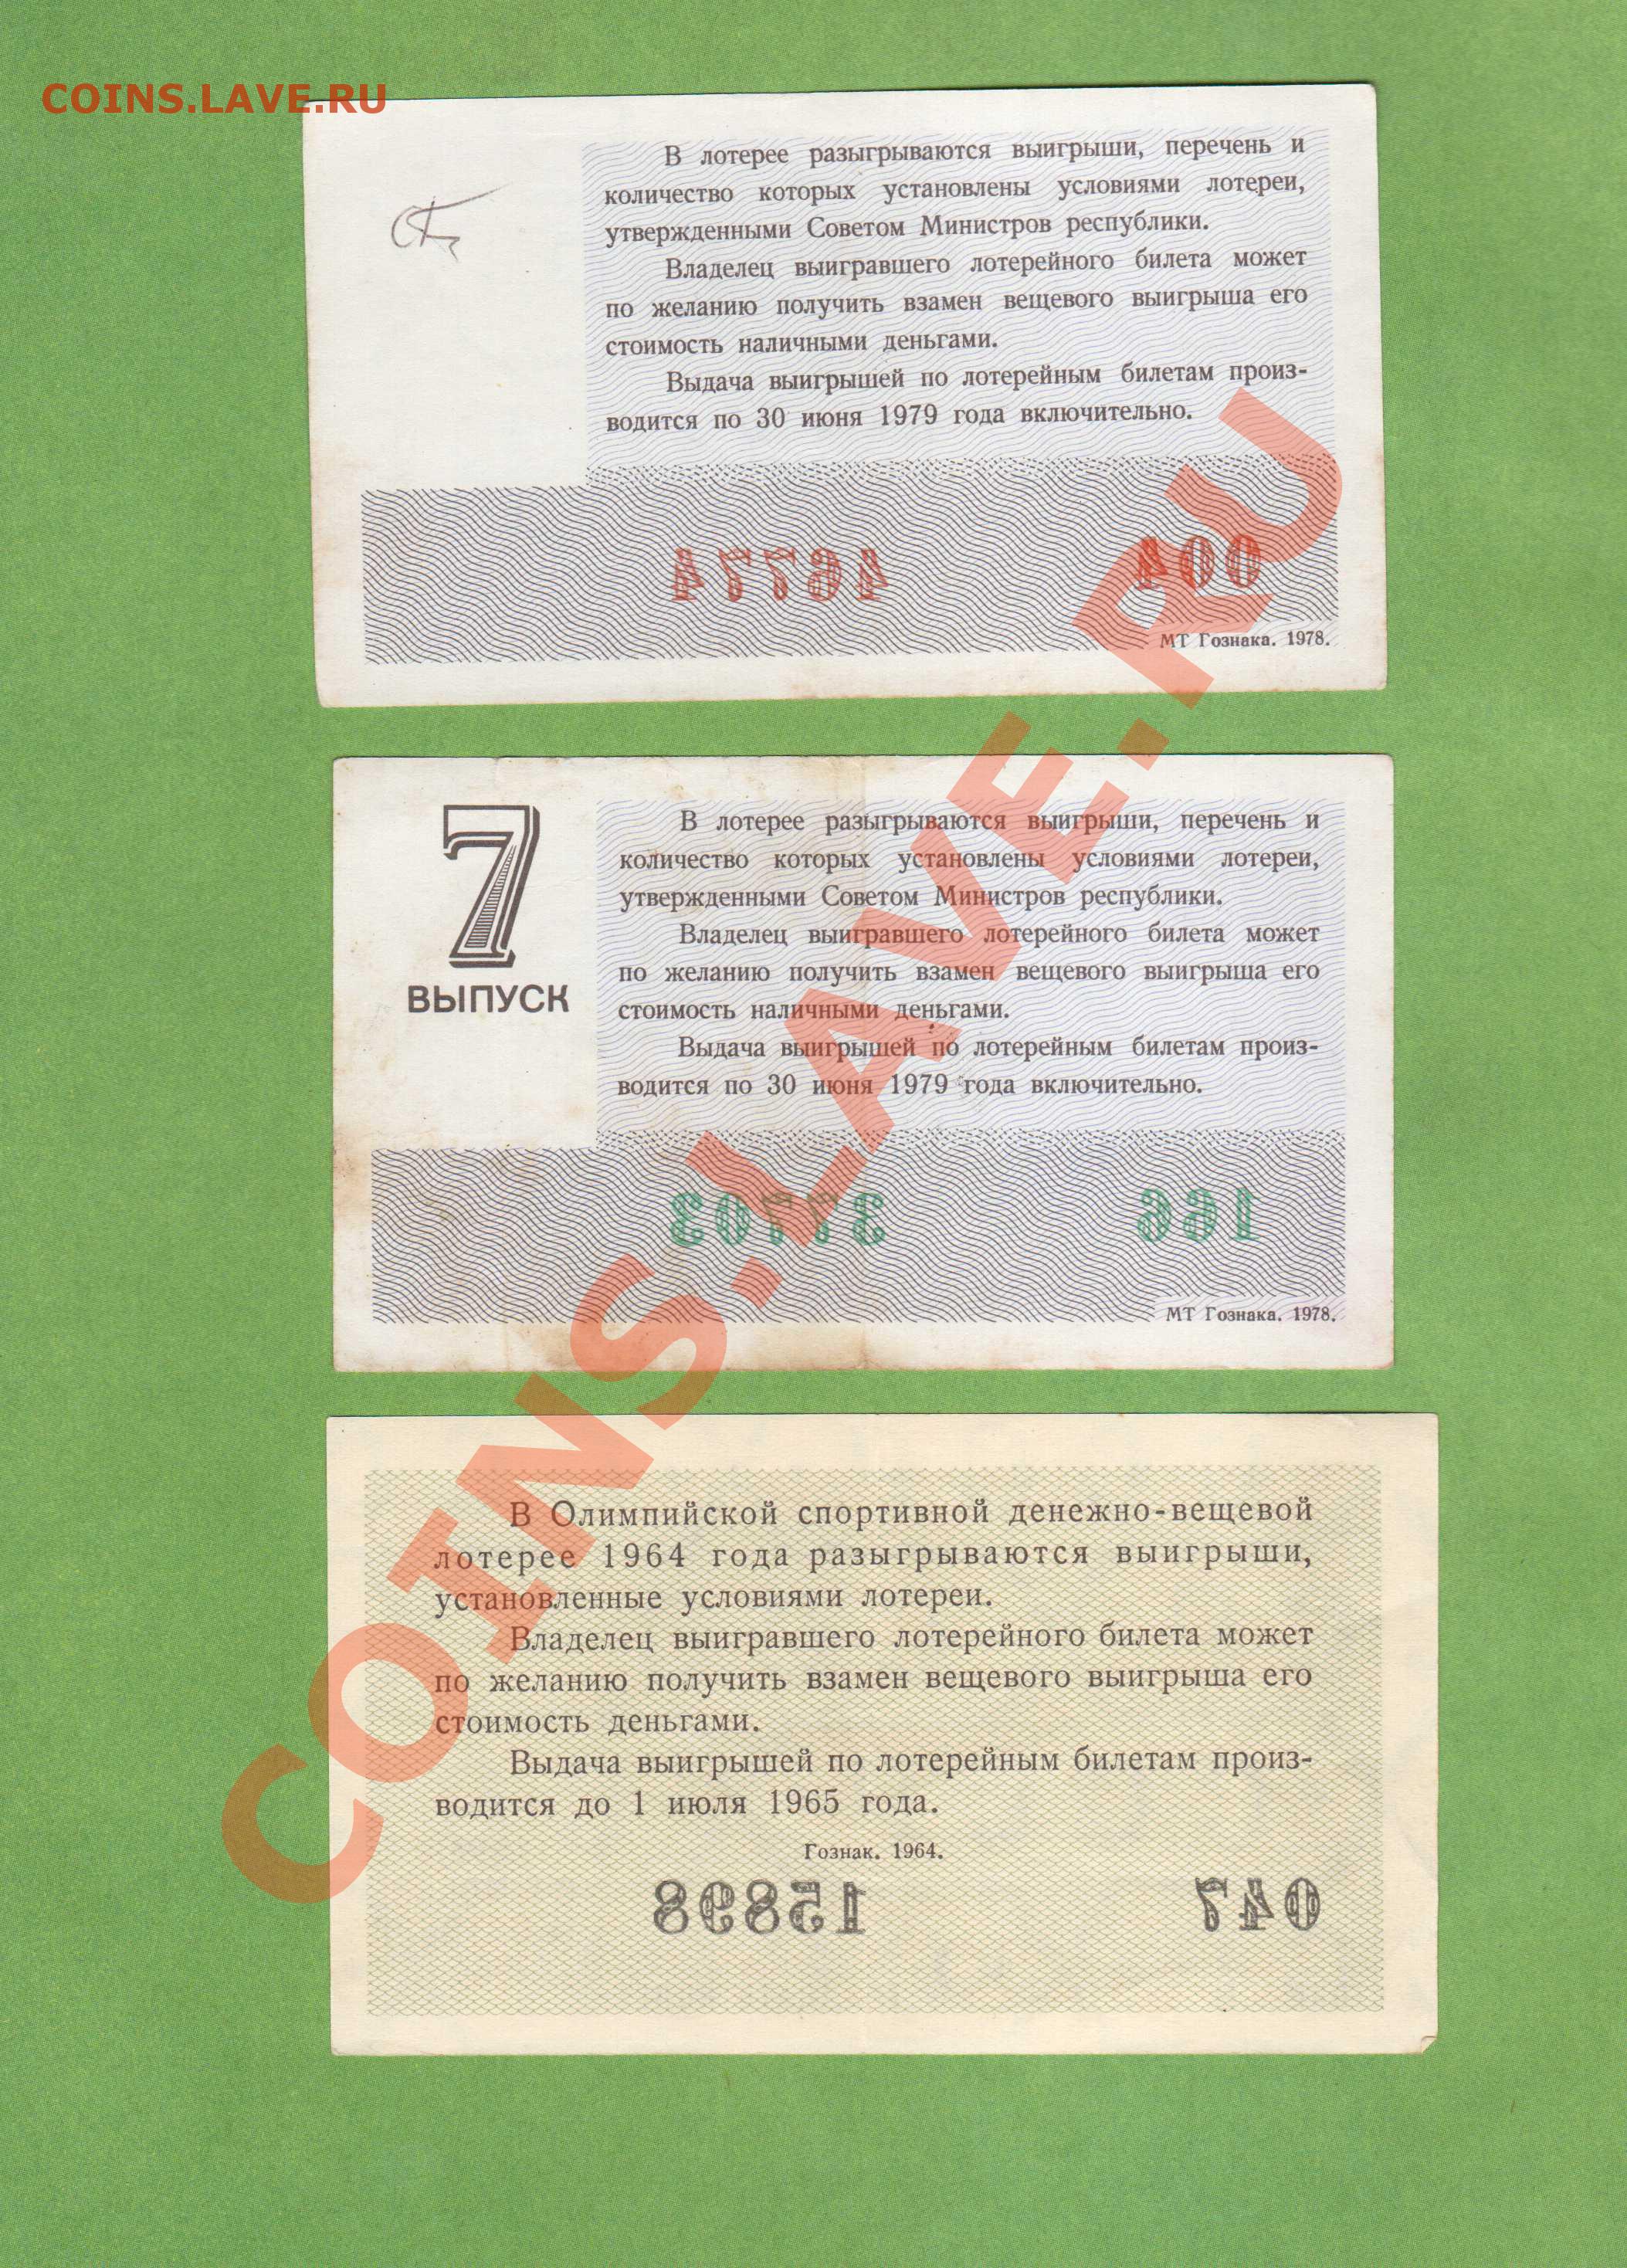 COINS.LAVE.RU
В лотерее разыгрываются выигрыши, перечень и
количество которых установлены условиями лотереи,
утвержденными Советом Министров республики.
Владелец выигравшего лотерейного билета может
по желанию получить взамен вещевого выигрыша его
стоимость наличными деньгами.
Выдача выигрышей по лотерейным билетам произ-
водится по 30 июня 1979 года включительно.
46774 004
МТ Гознака. 1978.
7
ВЫПУСК
В лотерее разыгрываются выигрыши, перечень и
количество которых установлены условиями лотереи,
утвержденными Советом Министров республики.
Владелец выигравшего лотерейного билета может
по желанию получить взамен вещевого выигрыша его
стоимость наличными деньгами.
Выдача выигрышей по лотерейным билетам произ-
водится по 30 июня 1979 года включительно.
37703 166
МТ Гознака. 1978.
В Олимпийской спортивной денежно-вещевой
лотерее 1964 года разыгрываются выигрыши,
установленные условиями лотереи.
Владелец выигравшего лотерейного билета может
по желанию получить взамен вещевого выигрыша его
стоимость деньгами.
Выдача выигрышей по лотерейным билетам произ-
водится до 1 июля 1965 года.
Гознак. 1964.
15898 047
COINS.LAVE.RU